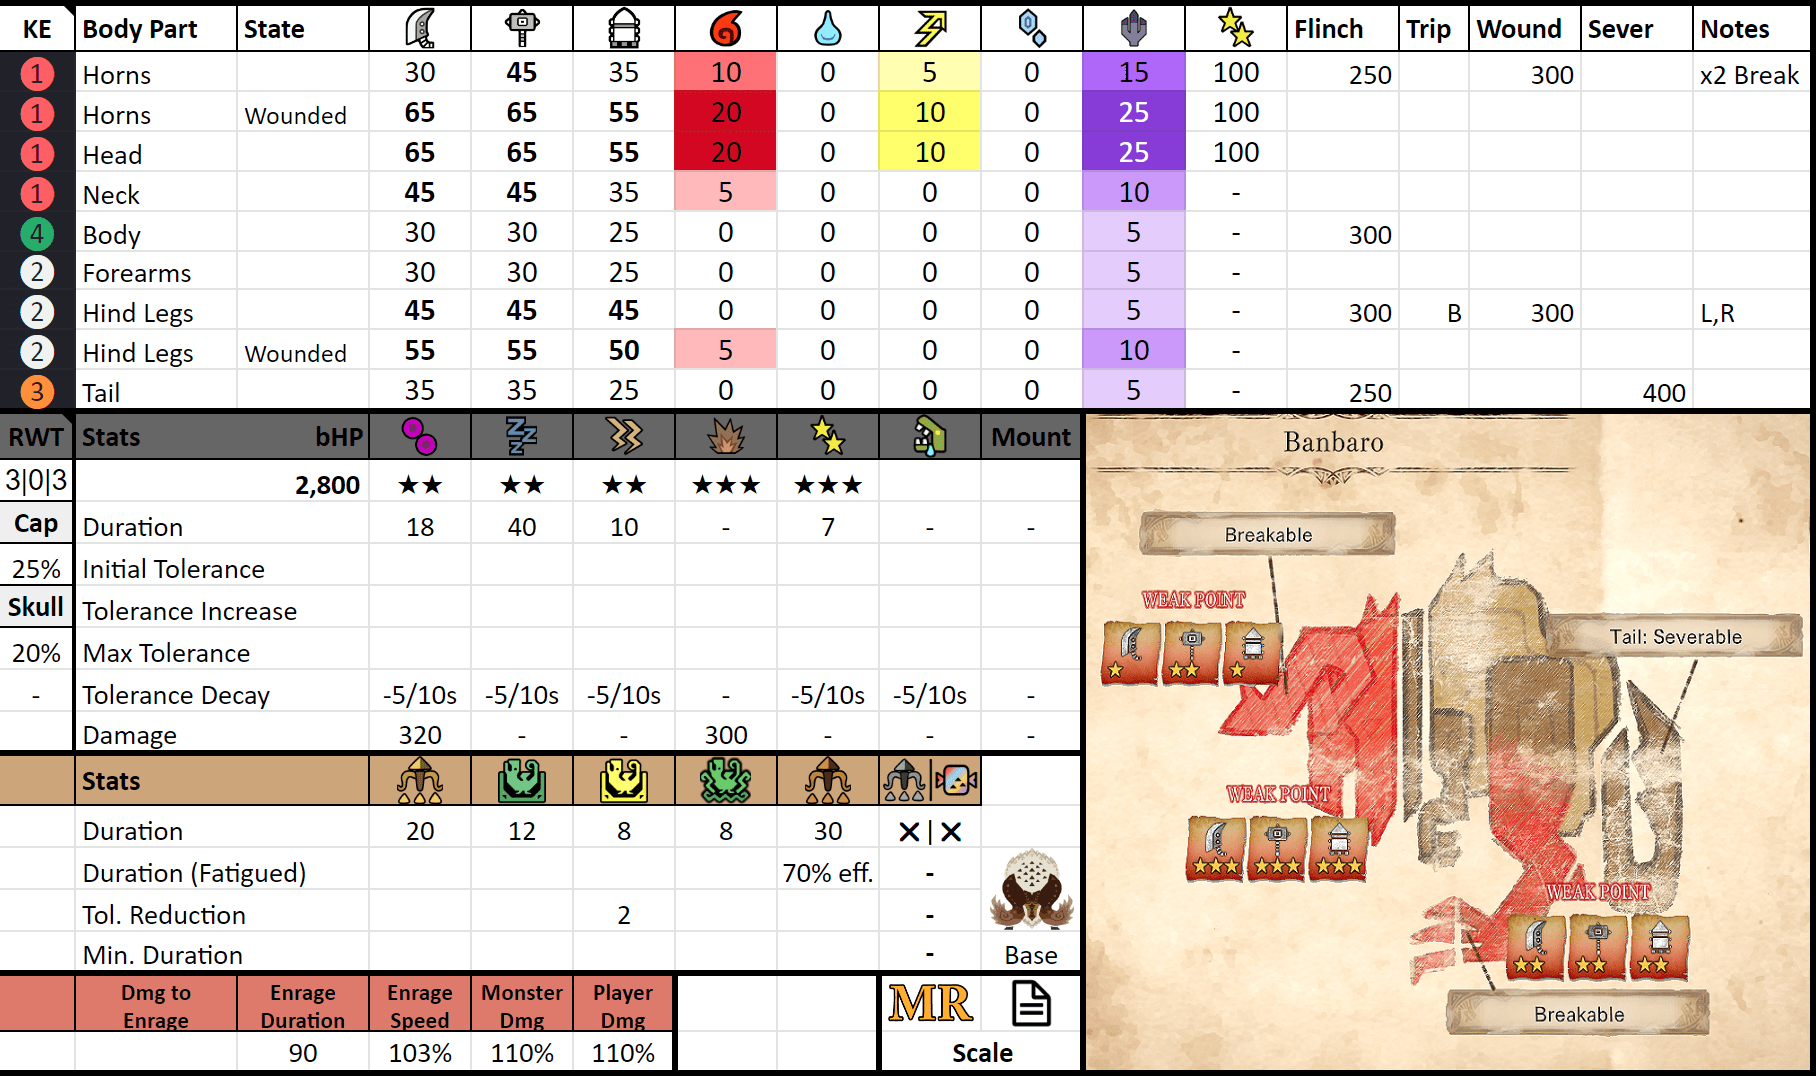 KE Body Part State Flinch Trip Wound Sever Notes
1 Horns 30 45 35 10 0 5 0 15 100 250 300 x2 Break
1 Horns Wounded 65 65 55 20 0 10 0 25 100
1 Head 65 65 55 20 0 10 0 25 100
1 Neck 45 45 35 5 0 0 0 10 -
4 Body 30 30 25 0 0 0 0 5 - 300
2 Forearms 30 30 25 0 0 0 0 5 -
2 Hind Legs 45 45 45 0 0 0 0 5 - 300 B 300 L,R
2 Hind Legs Wounded 55 55 50 5 0 0 0 10 -
3 Tail 35 35 25 0 0 0 0 5 - 250 400
RWT Stats bHP Mount
3|0|3 2,800 ★★ ★★ ★★ ★★★ ★★★
Cap Duration 18 40 10 - 7 - -
25% Initial Tolerance
Skull Tolerance Increase
20% Max Tolerance
- Tolerance Decay -5/10s -5/10s -5/10s - -5/10s -5/10s -
Damage 320 - - 300 - - -
Stats
Duration 20 12 8 8 30 ✕|✕
Duration (Fatigued) 70% eff. -
Tol. Reduction 2 -
Min. Duration - Base
Dmg to Enrage Enrage Duration Enrage Speed Monster Dmg Player Dmg MR
90 103% 110% 110% Scale
Banbaro
Breakable
WEAK POINT
Tail: Severable
WEAK POINT
WEAK POINT
Breakable